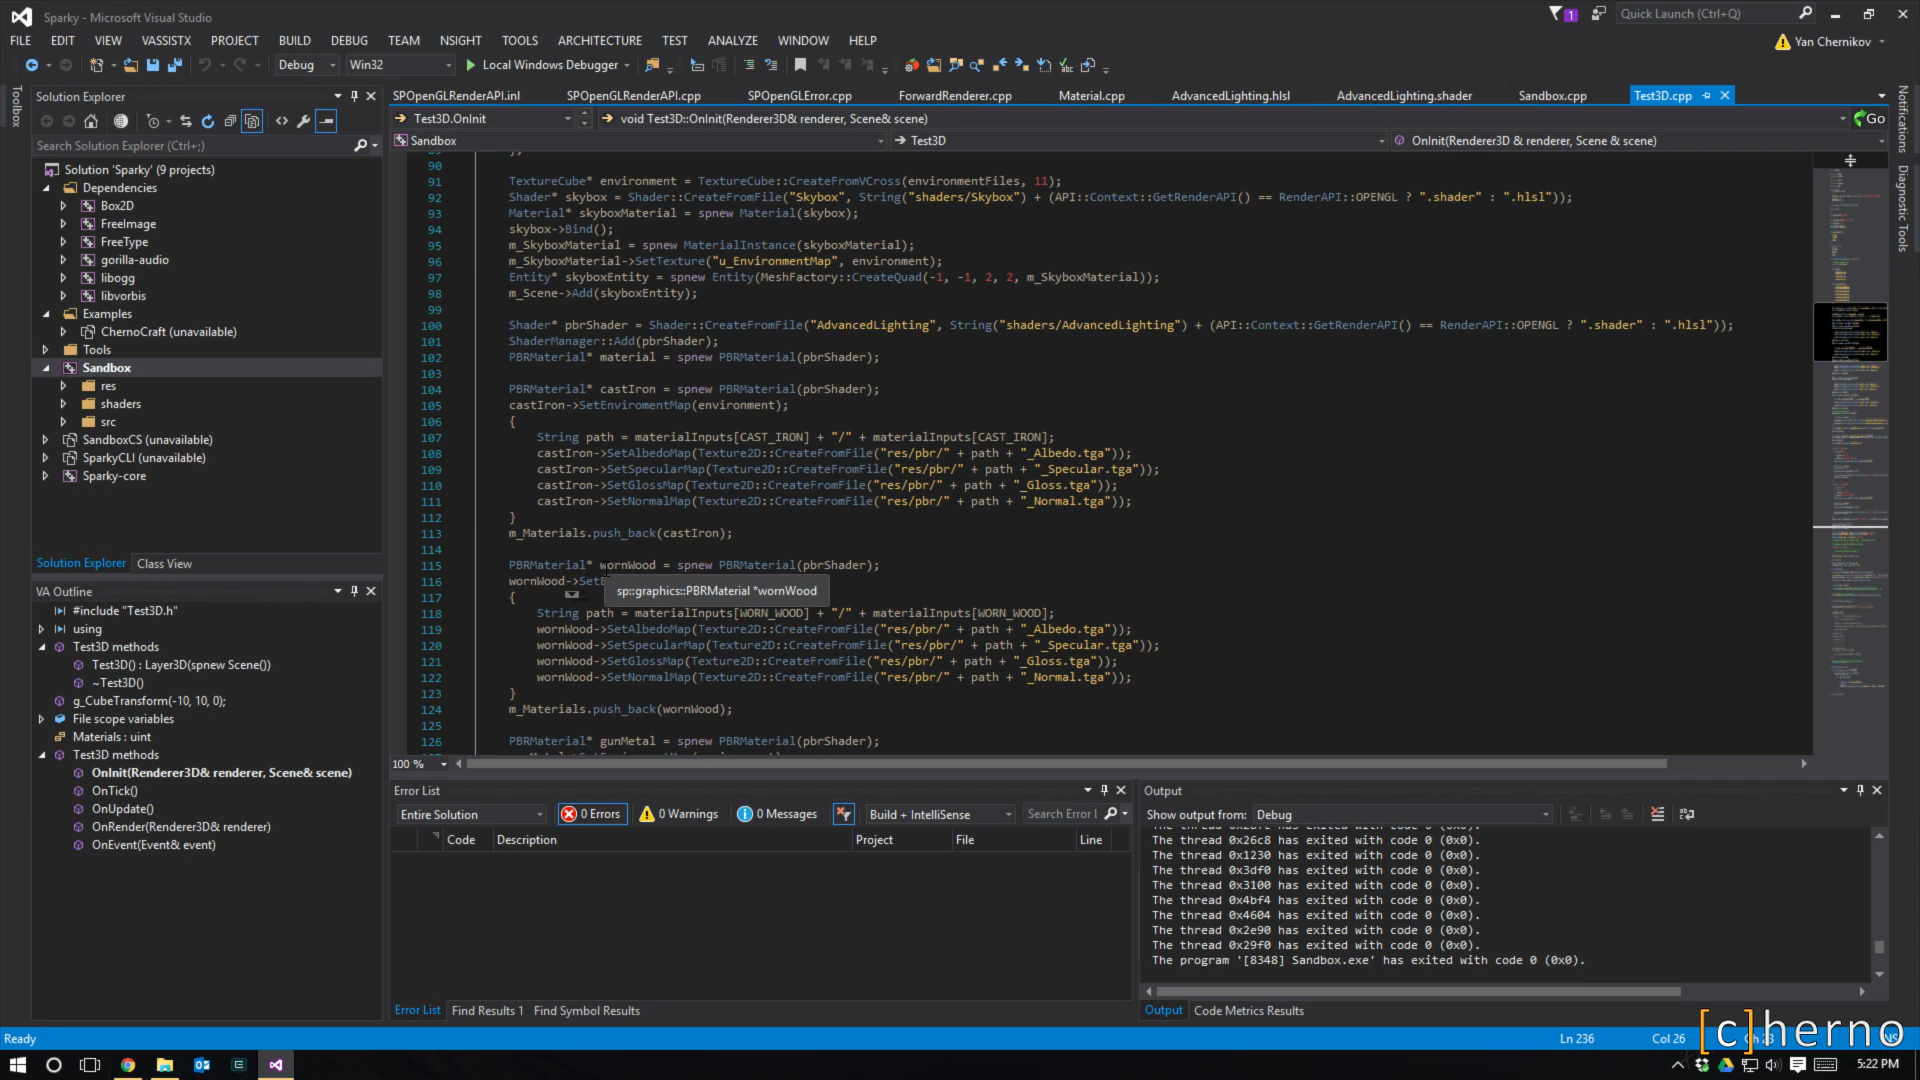 Sparky - Microsoft Visual Studio
1
Quick Launch (Ctrl+Q)
FILE EDIT VIEW VASSISTX PROJECT BUILD DEBUG TEAM NSIGHT TOOLS ARCHITECTURE TEST ANALYZE WINDOW HELP
Yan Chernikov
Debug Win32 Local Windows Debugger
Toolbox
Solution Explorer
Search Solution Explorer (Ctrl+;)
Solution 'Sparky' (9 projects)
Dependencies
Box2D
FreeImage
FreeType
gorilla-audio
libogg
libvorbis
Examples
ChernoCraft (unavailable)
Tools
Sandbox
res
shaders
src
SandboxCS (unavailable)
SparkyCLI (unavailable)
Sparky-core
Solution Explorer Class View
VA Outline
#include "Test3D.h"
using
Test3D methods
Test3D() : Layer3D(spnew Scene())
~Test3D()
g_CubeTransform(-10, 10, 0);
File scope variables
Materials : uint
Test3D methods
OnInit(Renderer3D& renderer, Scene& scene)
OnTick()
OnUpdate()
OnRender(Renderer3D& renderer)
OnEvent(Event& event)
SPOpenGLRenderAPI.inl SPOpenGLRenderAPI.cpp SPOpenGLError.cpp ForwardRenderer.cpp Material.cpp AdvancedLighting.hlsl AdvancedLighting.shader Sandbox.cpp Test3D.cpp
Test3D.OnInit void Test3D::OnInit(Renderer3D& renderer, Scene& scene) Go
Sandbox Test3D OnInit(Renderer3D & renderer, Scene & scene)
90
91 TextureCube* environment = TextureCube::CreateFromVCross(environmentFiles, 11);
92 Shader* skybox = Shader::CreateFromFile("Skybox", String("shaders/Skybox") + (API::Context::GetRenderAPI() == RenderAPI::OPENGL ? ".shader" : ".hlsl"));
93 Material* skyboxMaterial = spnew Material(skybox);
94 skybox->Bind();
95 m_SkyboxMaterial = spnew MaterialInstance(skyboxMaterial);
96 m_SkyboxMaterial->SetTexture("u_EnvironmentMap", environment);
97 Entity* skyboxEntity = spnew Entity(MeshFactory::CreateQuad(-1, -1, 2, 2, m_SkyboxMaterial));
98 m_Scene->Add(skyboxEntity);
99
100 Shader* pbrShader = Shader::CreateFromFile("AdvancedLighting", String("shaders/AdvancedLighting") + (API::Context::GetRenderAPI() == RenderAPI::OPENGL ? ".shader" : ".hlsl"));
101 ShaderManager::Add(pbrShader);
102 PBRMaterial* material = spnew PBRMaterial(pbrShader);
103
104 PBRMaterial* castIron = spnew PBRMaterial(pbrShader);
105 castIron->SetEnviromentMap(environment);
106 {
107 String path = materialInputs[CAST_IRON] + "/" + materialInputs[CAST_IRON];
108 castIron->SetAlbedoMap(Texture2D::CreateFromFile("res/pbr/" + path + "_Albedo.tga"));
109 castIron->SetSpecularMap(Texture2D::CreateFromFile("res/pbr/" + path + "_Specular.tga"));
110 castIron->SetGlossMap(Texture2D::CreateFromFile("res/pbr/" + path + "_Gloss.tga"));
111 castIron->SetNormalMap(Texture2D::CreateFromFile("res/pbr/" + path + "_Normal.tga"));
112 }
113 m_Materials.push_back(castIron);
114
115 PBRMaterial* wornWood = spnew PBRMaterial(pbrShader);
116 wornWood->SetE
sp::graphics::PBRMaterial *wornWood
117 {
118 String path = materialInputs[WORN_WOOD] + "/" + materialInputs[WORN_WOOD];
119 wornWood->SetAlbedoMap(Texture2D::CreateFromFile("res/pbr/" + path + "_Albedo.tga"));
120 wornWood->SetSpecularMap(Texture2D::CreateFromFile("res/pbr/" + path + "_Specular.tga"));
121 wornWood->SetGlossMap(Texture2D::CreateFromFile("res/pbr/" + path + "_Gloss.tga"));
122 wornWood->SetNormalMap(Texture2D::CreateFromFile("res/pbr/" + path + "_Normal.tga"));
123 }
124 m_Materials.push_back(wornWood);
125
126 PBRMaterial* gunMetal = spnew PBRMaterial(pbrShader);
100 %
Notifications
Diagnostic Tools
Error List
Entire Solution 0 Errors 0 Warnings 0 Messages Build + IntelliSense Search Error L
Code Description Project File Line
Error List Find Results 1 Find Symbol Results
Output
Show output from: Debug
The thread 0x26c8 has exited with code 0 (0x0).
The thread 0x1230 has exited with code 0 (0x0).
The thread 0x3df0 has exited with code 0 (0x0).
The thread 0x3100 has exited with code 0 (0x0).
The thread 0x4bf4 has exited with code 0 (0x0).
The thread 0x4604 has exited with code 0 (0x0).
The thread 0x2e90 has exited with code 0 (0x0).
The thread 0x29f0 has exited with code 0 (0x0).
The program '[8348] Sandbox.exe' has exited with code 0 (0x0).
Output Code Metrics Results
Ready Ln 236 Col 26
[c]herno
5:22 PM